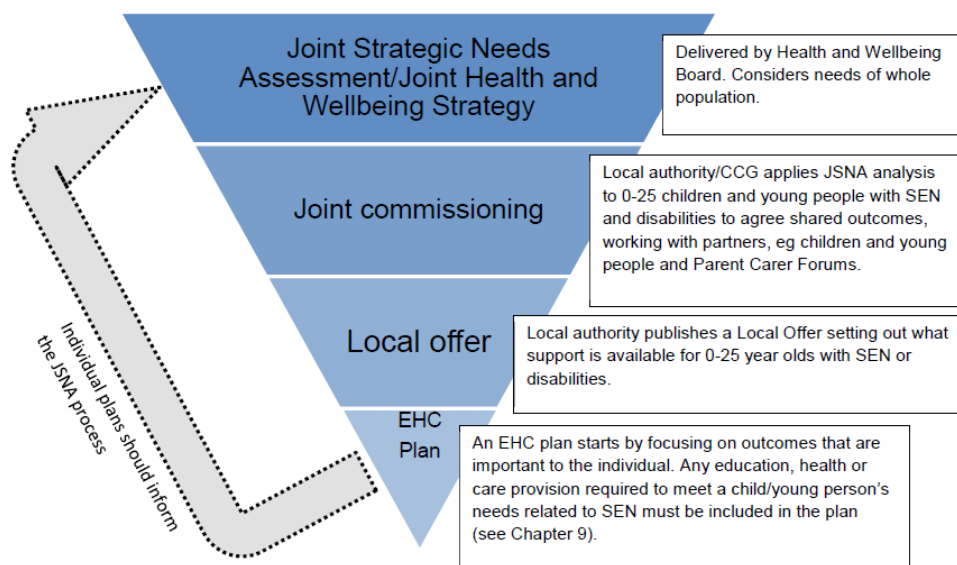 Joint Strategic Needs
Assessment/Joint Health and
Wellbeing Strategy
Delivered by Health and Wellbeing
Board. Considers needs of whole
population.
Joint commissioning
Local authority/CCG applies JSNA analysis
to 0-25 children and young people with SEN
and disabilities to agree shared outcomes,
working with partners, eg children and young
people and Parent Carer Forums.
Local offer
Local authority publishes a Local Offer setting out what
support is available for 0-25 year olds with SEN or
disabilities.
EHC
Plan
An EHC plan starts by focusing on outcomes that are
important to the individual. Any education, health or
care provision required to meet a child/young person's
needs related to SEN must be included in the plan
(see Chapter 9).
Individual plans should inform
the JSNA process